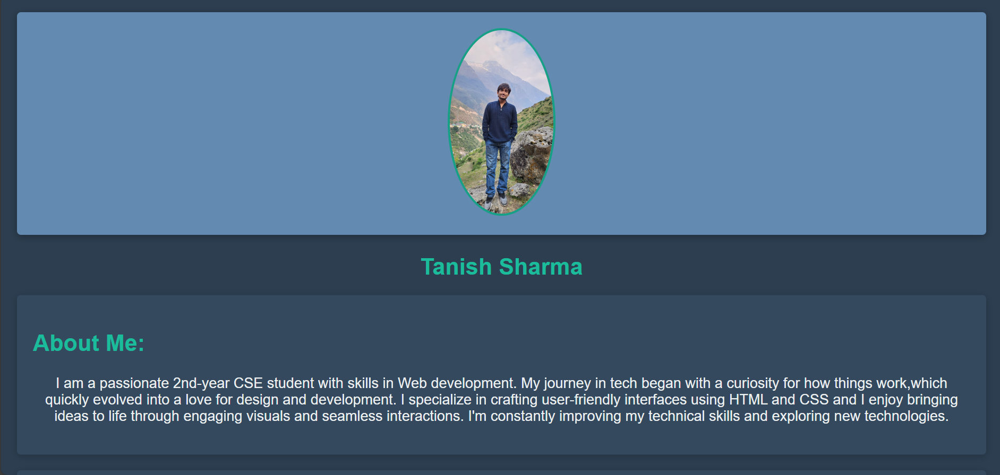 Tanish Sharma
About Me:
I am a passionate 2nd-year CSE student with skills in Web development. My journey in tech began with a curiosity for how things work,which
quickly evolved into a love for design and development. I specialize in crafting user-friendly interfaces using HTML and CSS and I enjoy bringing
ideas to life through engaging visuals and seamless interactions. I'm constantly improving my technical skills and exploring new technologies.